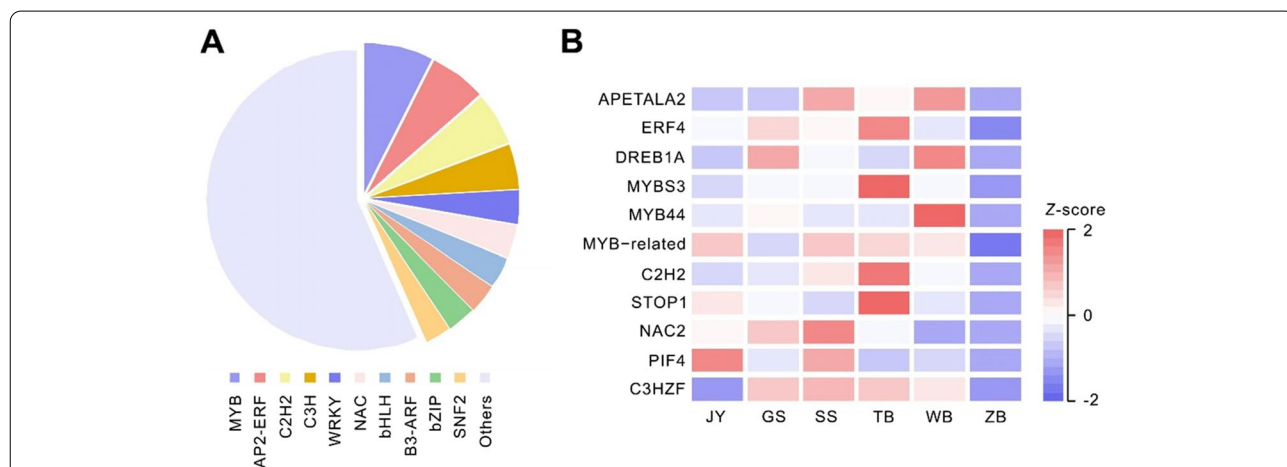 A
B
MYB
AP2-ERF
C2H2
C3H
WRKY
NAC
bHLH
B3-ARF
bZIP
SNF2
Others
APETALA2
ERF4
DREB1A
MYBS3
MYB44
MYB−related
C2H2
STOP1
NAC2
PIF4
C3HZF
JY GS SS TB WB ZB
Z-score
2
0
-2